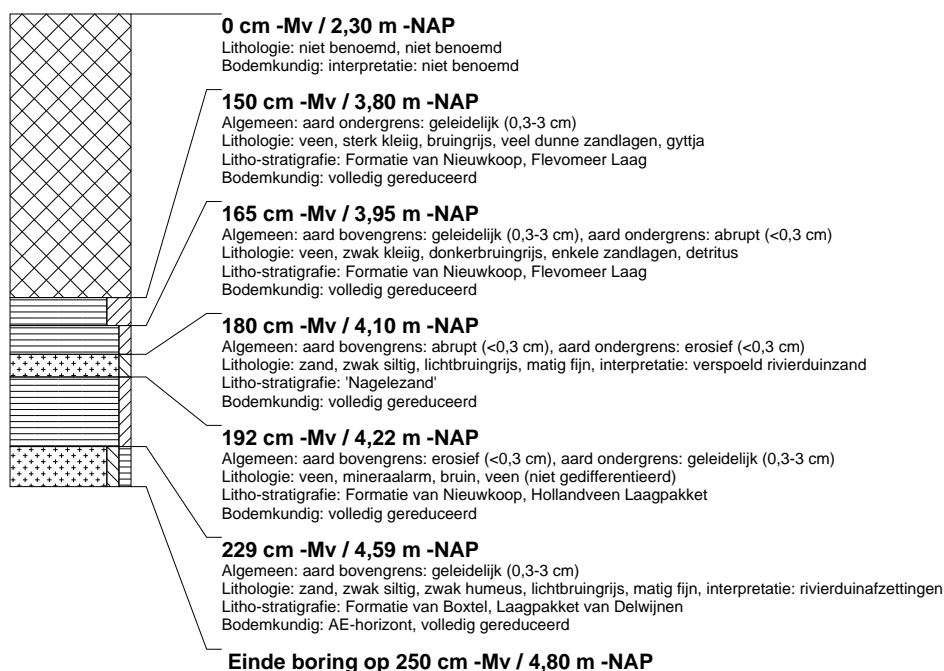 0 cm -Mv / 2,30 m -NAP
Lithologie: niet benoemd, niet benoemd
Bodemkundig: interpretatie: niet benoemd
150 cm -Mv / 3,80 m -NAP
Algemeen: aard ondergrens: geleidelijk (0,3-3 cm)
Lithologie: veen, sterk kleiig, bruingrijs, veel dunne zandlagen, gyttja
Litho-stratigrafie: Formatie van Nieuwkoop, Flevomeer Laag
Bodemkundig: volledig gereduceerd
165 cm -Mv / 3,95 m -NAP
Algemeen: aard bovengrens: geleidelijk (0,3-3 cm), aard ondergrens: abrupt (<0,3 cm)
Lithologie: veen, zwak kleiig, donkerbruingrijs, enkele zandlagen, detritus
Litho-stratigrafie: Formatie van Nieuwkoop, Flevomeer Laag
Bodemkundig: volledig gereduceerd
180 cm -Mv / 4,10 m -NAP
Algemeen: aard bovengrens: abrupt (<0,3 cm), aard ondergrens: erosief (<0,3 cm)
Lithologie: zand, zwak siltig, lichtbruingrijs, matig fijn, interpretatie: verspoeld rivierduinzand
Litho-stratigrafie: 'Nagelezand'
Bodemkundig: volledig gereduceerd
192 cm -Mv / 4,22 m -NAP
Algemeen: aard bovengrens: erosief (<0,3 cm), aard ondergrens: geleidelijk (0,3-3 cm)
Lithologie: veen, mineraalarm, bruin, veen (niet gedifferentieerd)
Litho-stratigrafie: Formatie van Nieuwkoop, Hollandveen Laagpakket
Bodemkundig: volledig gereduceerd
229 cm -Mv / 4,59 m -NAP
Algemeen: aard bovengrens: geleidelijk (0,3-3 cm)
Lithologie: zand, zwak siltig, zwak humeus, lichtbruingrijs, matig fijn, interpretatie: rivierduinafzettingen
Litho-stratigrafie: Formatie van Boxtel, Laagpakket van Delwijnen
Bodemkundig: AE-horizont, volledig gereduceerd
Einde boring op 250 cm -Mv / 4,80 m -NAP